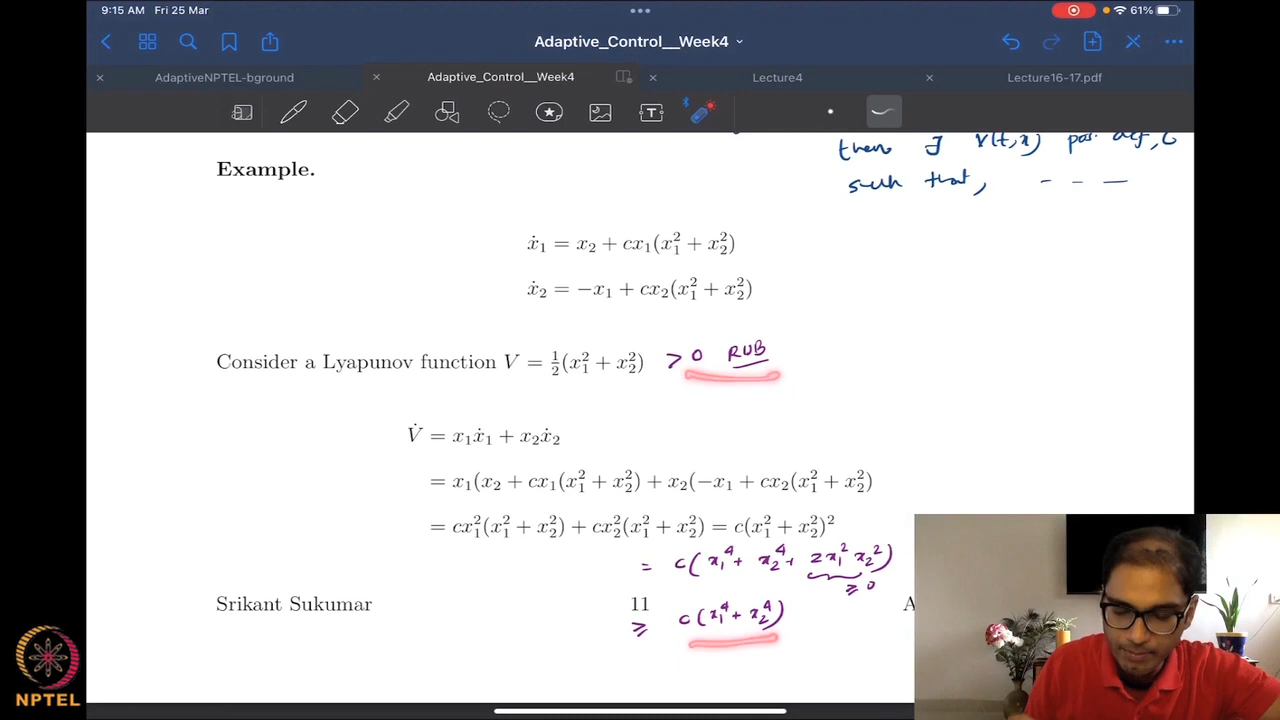 9:15 AM Fri 25 Mar
61%
Adaptive_Control__Week4
AdaptiveNPTEL-bground
Adaptive_Control__Week4
Lecture4
Lecture16-17.pdf
then ∃ V(t,x) pos. def,
such that, - - -
Example.
ẋ₁ = x₂ + cx₁(x₁² + x₂²)
ẋ₂ = −x₁ + cx₂(x₁² + x₂²)
Consider a Lyapunov function V = ½(x₁² + x₂²) > 0 RUB
V̇ = x₁ẋ₁ + x₂ẋ₂
= x₁(x₂ + cx₁(x₁² + x₂²) + x₂(−x₁ + cx₂(x₁² + x₂²)
= cx₁²(x₁² + x₂²) + cx₂²(x₁² + x₂²) = c(x₁² + x₂²)²
= c(x₁⁴ + x₂⁴ + 2x₁²x₂²)
≥ 0
Srikant Sukumar 11
≥ c(x₁⁴ + x₂⁴)
NPTEL